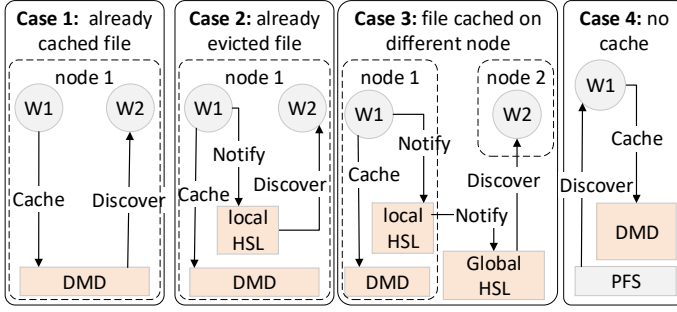 Case 1: already
cached file
node 1
W1
W2
Cache
Discover
DMD
Case 2: already
evicted file
node 1
W1
W2
Notify
Cache
Discover
local
HSL
DMD
Case 3: file cached on
different node
node 1
node 2
W1
W2
Notify
Cache
Discover
local
HSL
Notify
DMD
Global
HSL
Case 4: no
cache
W1
Cache
Discover
DMD
PFS